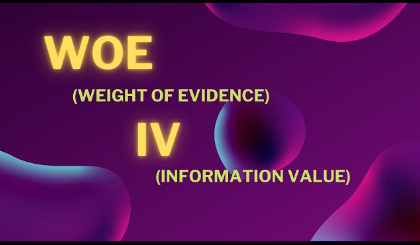 WOE
(WEIGHT OF EVIDENCE)
IV
(INFORMATION VALUE)